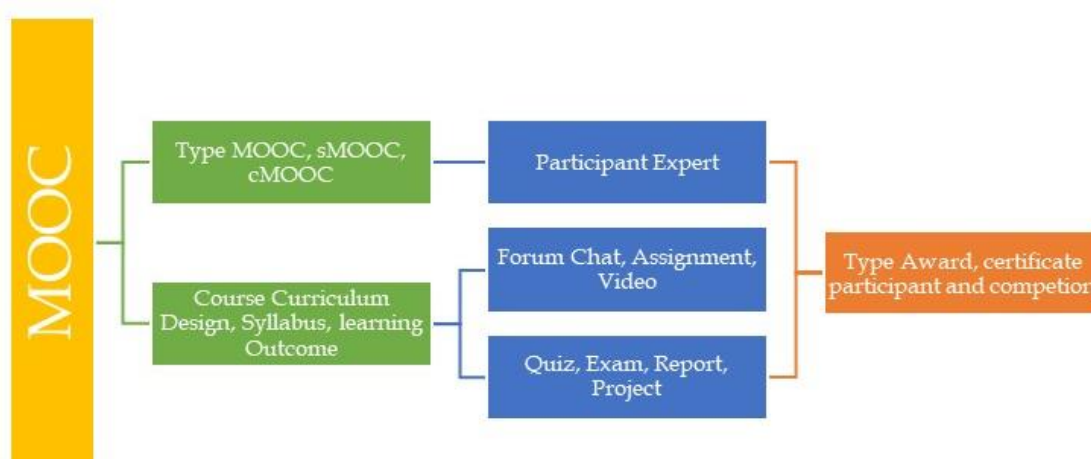 MOOC
Type MOOC, sMOOC,
cMOOC
Participant Expert
Forum Chat, Assignment,
Video
Course Curriculum
Design, Syllabus, learning
Outcome
Quiz, Exam, Report,
Project
Type Award, certificate
participant and competion